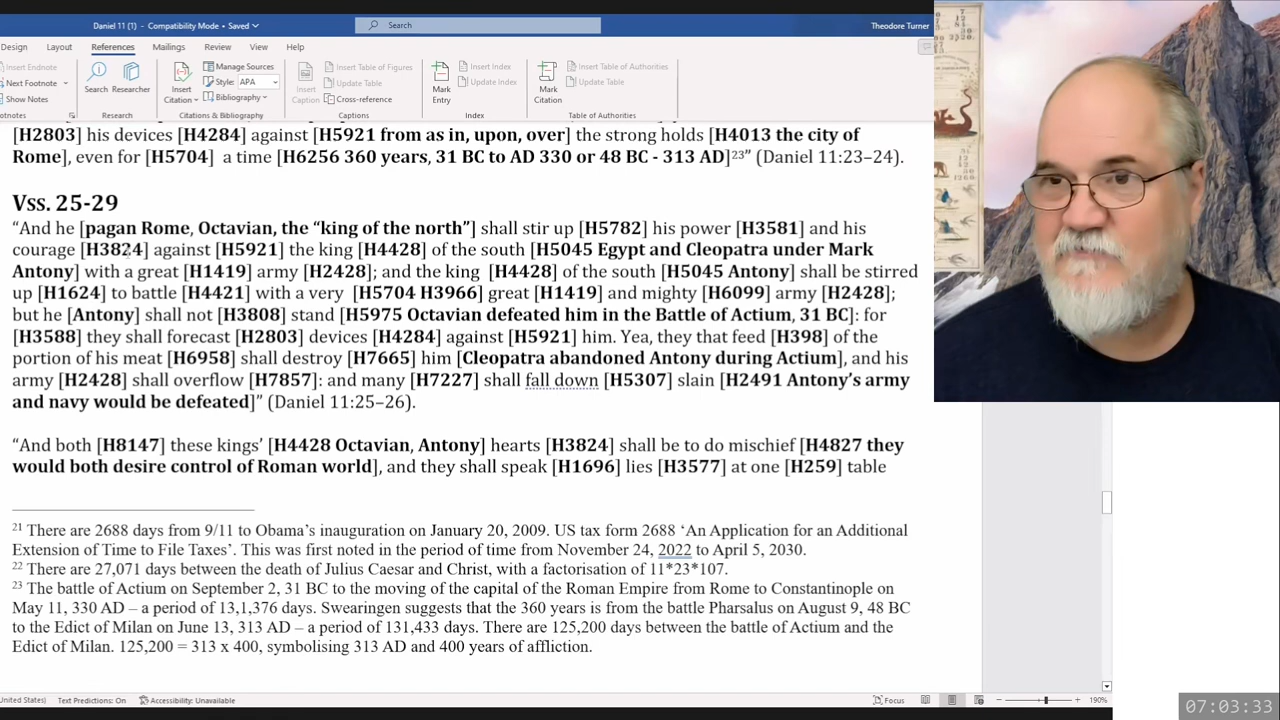 Daniel 11 (1) - Compatibility Mode • Saved
Search
Theodore Turner
Design Layout References Mailings Review View Help
Insert Endnote
Next Footnote
Show Notes
Search
Researcher
Research
Insert
Citation
Manage Sources
Style: APA
Bibliography
Citations & Bibliography
Insert
Caption
Insert Table of Figures
Update Table
Cross-reference
Captions
Mark
Entry
Insert Index
Update Index
Index
Mark
Citation
Insert Table of Authorities
Update Table
Table of Authorities
[H2803] his devices [H4284] against [H5921 from as in, upon, over] the strong holds [H4013 the city of
Rome], even for [H5704] a time [H6256 360 years, 31 BC to AD 330 or 48 BC - 313 AD]23” (Daniel 11:23–24).
Vss. 25-29
“And he [pagan Rome, Octavian, the “king of the north”] shall stir up [H5782] his power [H3581] and his
courage [H3824] against [H5921] the king [H4428] of the south [H5045 Egypt and Cleopatra under Mark
Antony] with a great [H1419] army [H2428]; and the king [H4428] of the south [H5045 Antony] shall be stirred
up [H1624] to battle [H4421] with a very [H5704 H3966] great [H1419] and mighty [H6099] army [H2428];
but he [Antony] shall not [H3808] stand [H5975 Octavian defeated him in the Battle of Actium, 31 BC]: for
[H3588] they shall forecast [H2803] devices [H4284] against [H5921] him. Yea, they that feed [H398] of the
portion of his meat [H6958] shall destroy [H7665] him [Cleopatra abandoned Antony during Actium], and his
army [H2428] shall overflow [H7857]: and many [H7227] shall fall down [H5307] slain [H2491 Antony’s army
and navy would be defeated]” (Daniel 11:25–26).
“And both [H8147] these kings’ [H4428 Octavian, Antony] hearts [H3824] shall be to do mischief [H4827 they
would both desire control of Roman world], and they shall speak [H1696] lies [H3577] at one [H259] table
21 There are 2688 days from 9/11 to Obama’s inauguration on January 20, 2009. US tax form 2688 ‘An Application for an Additional
Extension of Time to File Taxes’. This was first noted in the period of time from November 24, 2022 to April 5, 2030.
22 There are 27,071 days between the death of Julius Caesar and Christ, with a factorisation of 11*23*107.
23 The battle of Actium on September 2, 31 BC to the moving of the capital of the Roman Empire from Rome to Constantinople on
May 11, 330 AD – a period of 13,1,376 days. Swearingen suggests that the 360 years is from the battle Pharsalus on August 9, 48 BC
to the Edict of Milan on June 13, 313 AD – a period of 131,433 days. There are 125,200 days between the battle of Actium and the
Edict of Milan. 125,200 = 313 x 400, symbolising 313 AD and 400 years of affliction.
United States) Text Predictions: On Accessibility: Unavailable Focus 190%
07:03:33